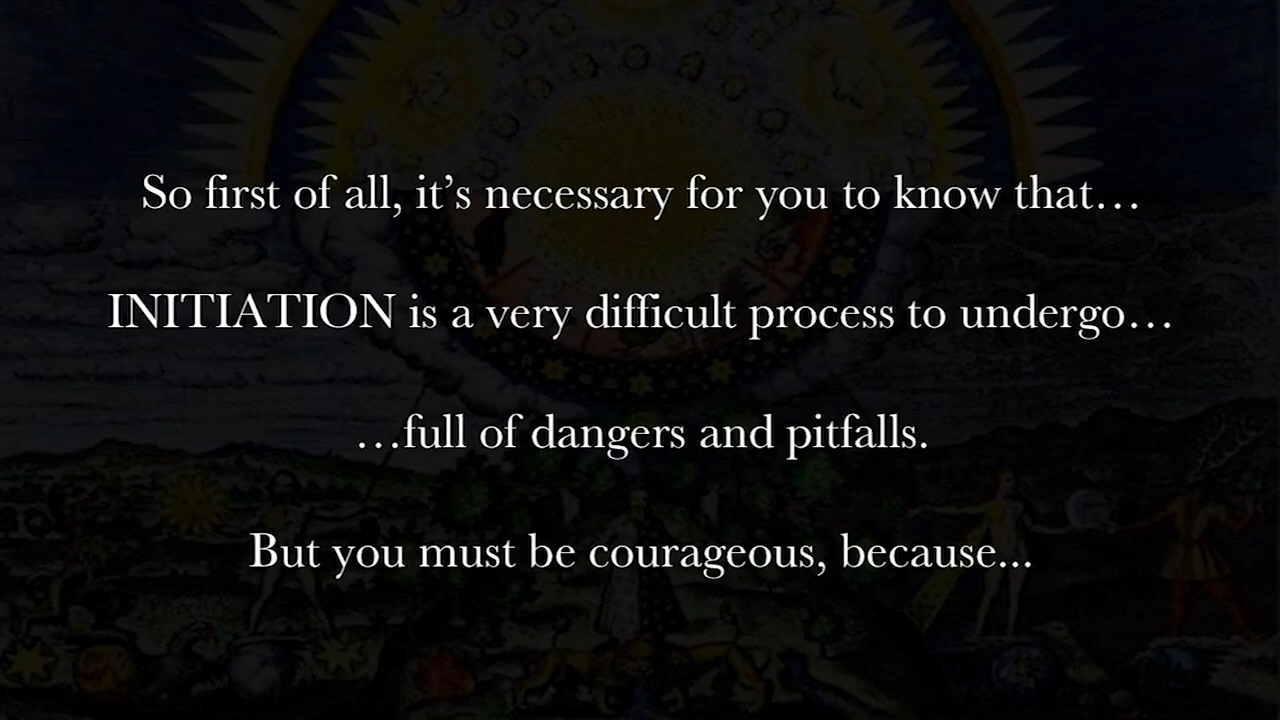 So first of all, it’s necessary for you to know that…
INITIATION is a very difficult process to undergo…
…full of dangers and pitfalls.
But you must be courageous, because...